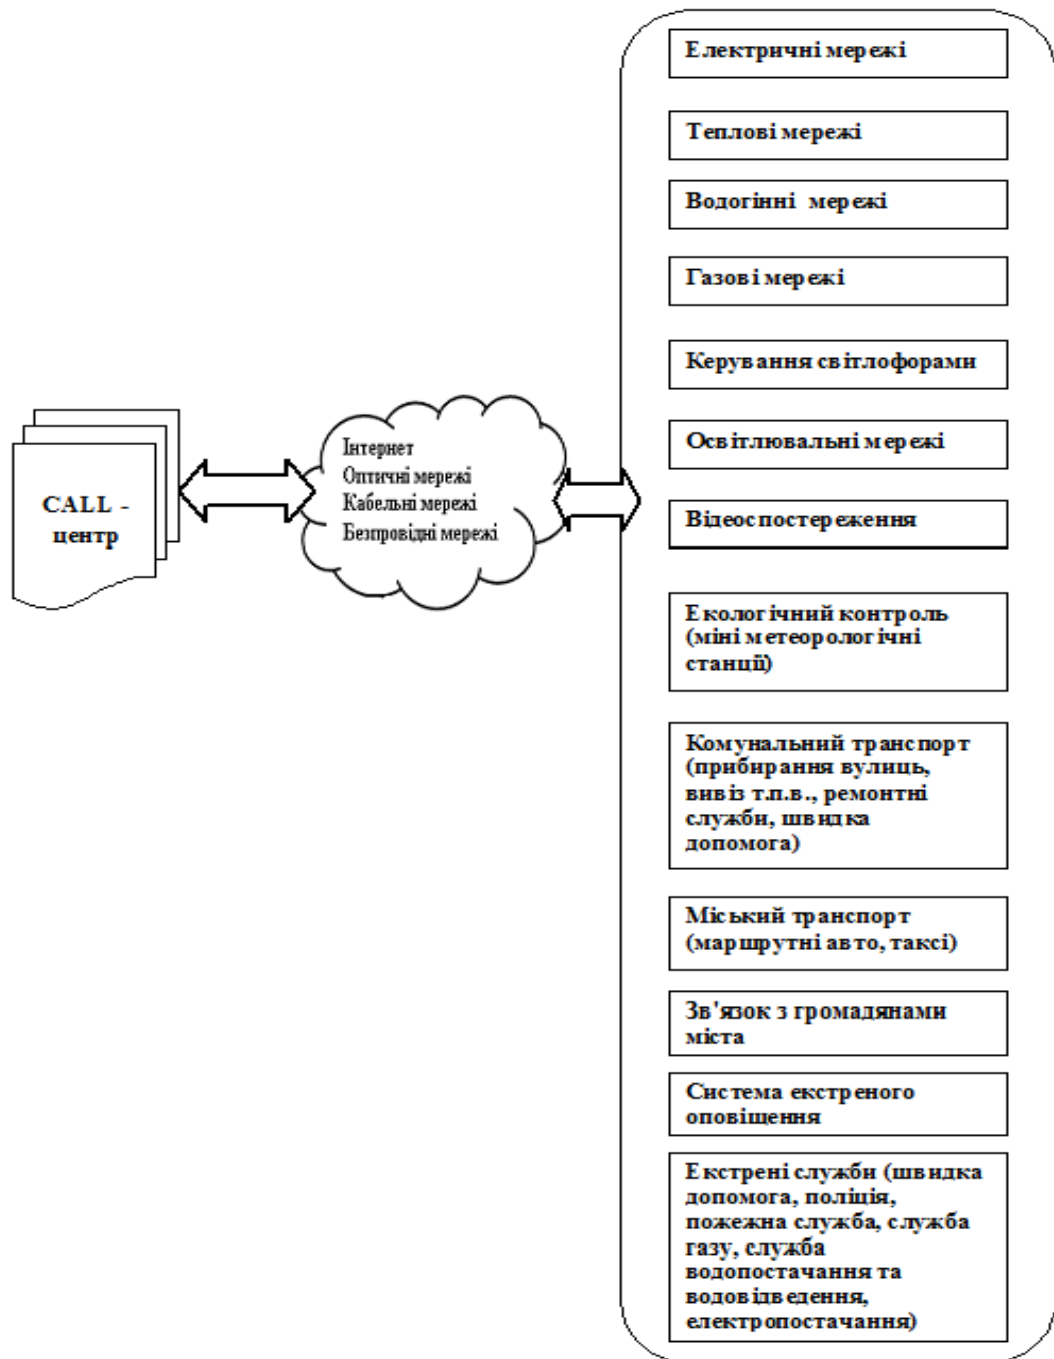 CALL -
центр
Інтернет
Оптичні мережі
Кабельні мережі
Безпровідні мережі
Електричні мережі
Теплові мережі
Водогінні мережі
Газові мережі
Керування світлофорами
Освітлювальні мережі
Відеоспостереження
Екологічний контроль
(міні метеорологічні
станції)
Комунальний транспорт
(прибирання вулиць,
вивіз т.п.в., ремонтні
служби, швидка
допомога)
Міський транспорт
(маршрутні авто, таксі)
Зв'язок з громадянами
міста
Система екстреного
оповіщення
Екстрені служби (швидка
допомога, поліція,
пожежна служба, служба
газу, служба
водопостачання та
водовідведення,
електропостачання)